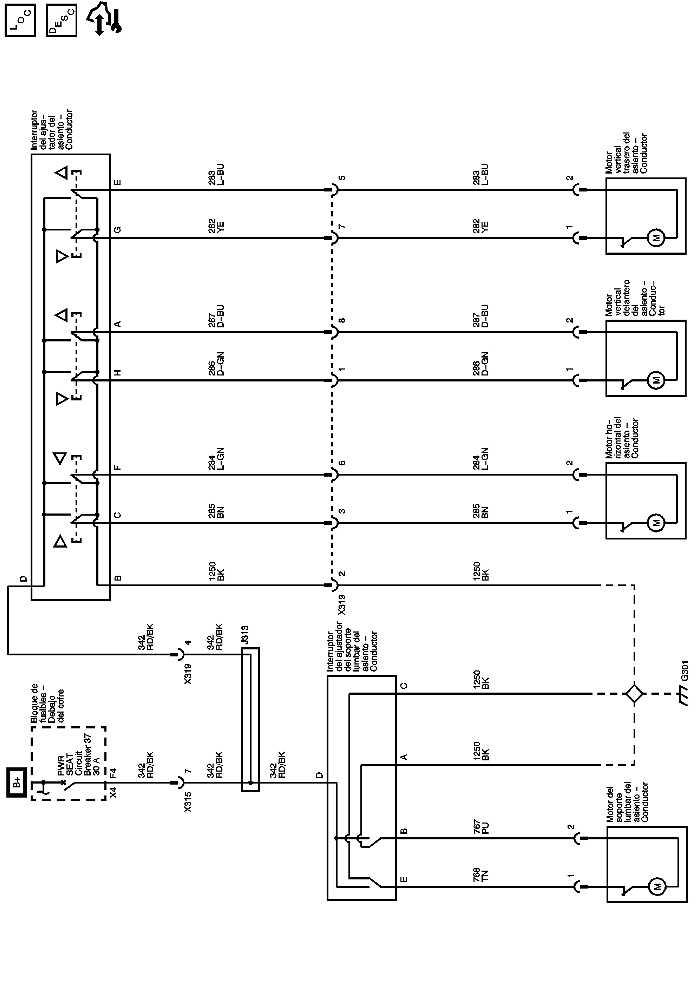 LOC
DESC
B+
Bloque de
fusibles –
Debajo
del cofre
PWR
SEAT
Circuit
Breaker 37
30 A
X4
F4
342
RD/BK
X315
7
342
RD/BK
342
RD/BK
J313
342
RD/BK
X319
4
342
RD/BK
Interruptor
del ajus–
tador del
asiento –
Conductor
D
B
C
F
H
A
G
E
1250
BK
285
BN
284
L–GN
286
D–GN
287
D–BU
282
YE
283
L–BU
X319
2
3
6
1
8
7
5
1250
BK
285
BN
284
L–GN
286
D–GN
287
D–BU
282
YE
283
L–BU
1
2
1
2
1
2
Motor ho–
rizontal del
asiento –
Conductor
M
Motor
vertical
delantero
del
asiento –
Conduc–
tor
M
Motor
vertical
trasero del
asiento –
Conductor
M
Interruptor
del ajustador
del soporte
lumbar del
asiento –
Conductor
D
E
B
A
C
768
TN
767
PU
1250
BK
1250
BK
1
2
Motor del
soporte
lumbar del
asiento –
Conductor
M
G301